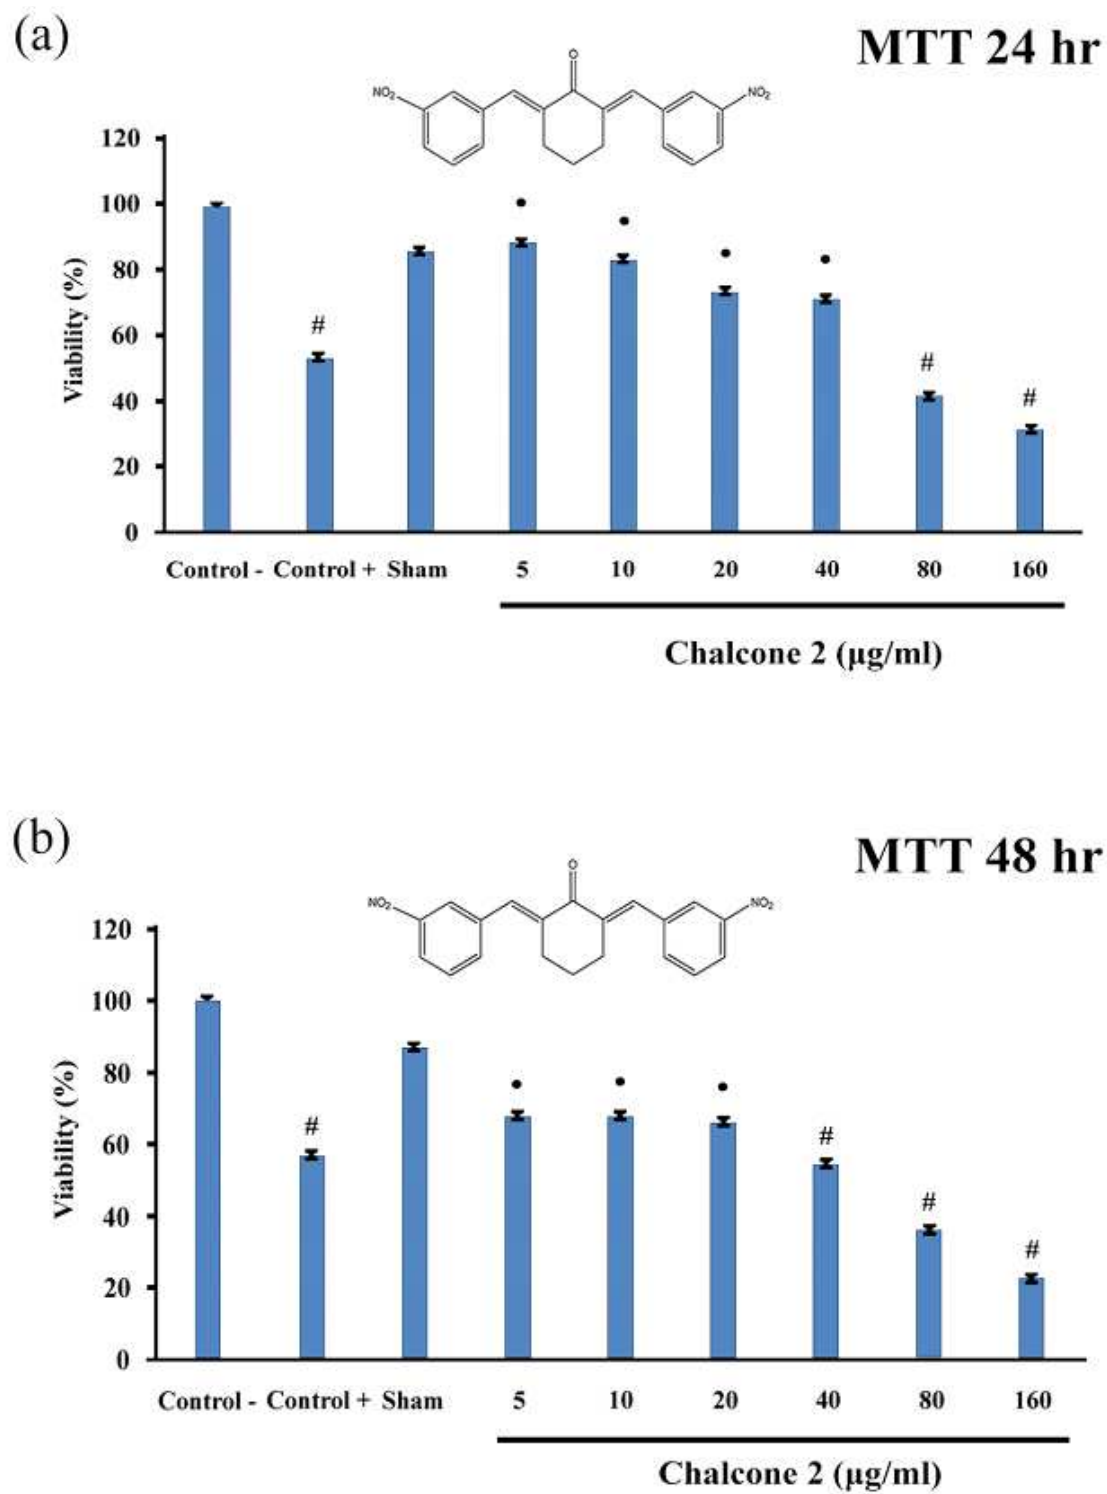 (a)
MTT 24 hr
O
NO2
NO2
120
100
80
60
40
20
0
Viability (%)
#
#
#
Control - Control + Sham 5 10 20 40 80 160
Chalcone 2 (µg/ml)
(b)
MTT 48 hr
O
NO2
NO2
120
100
80
60
40
20
0
Viability (%)
#
#
#
#
Control - Control + Sham 5 10 20 40 80 160
Chalcone 2 (µg/ml)